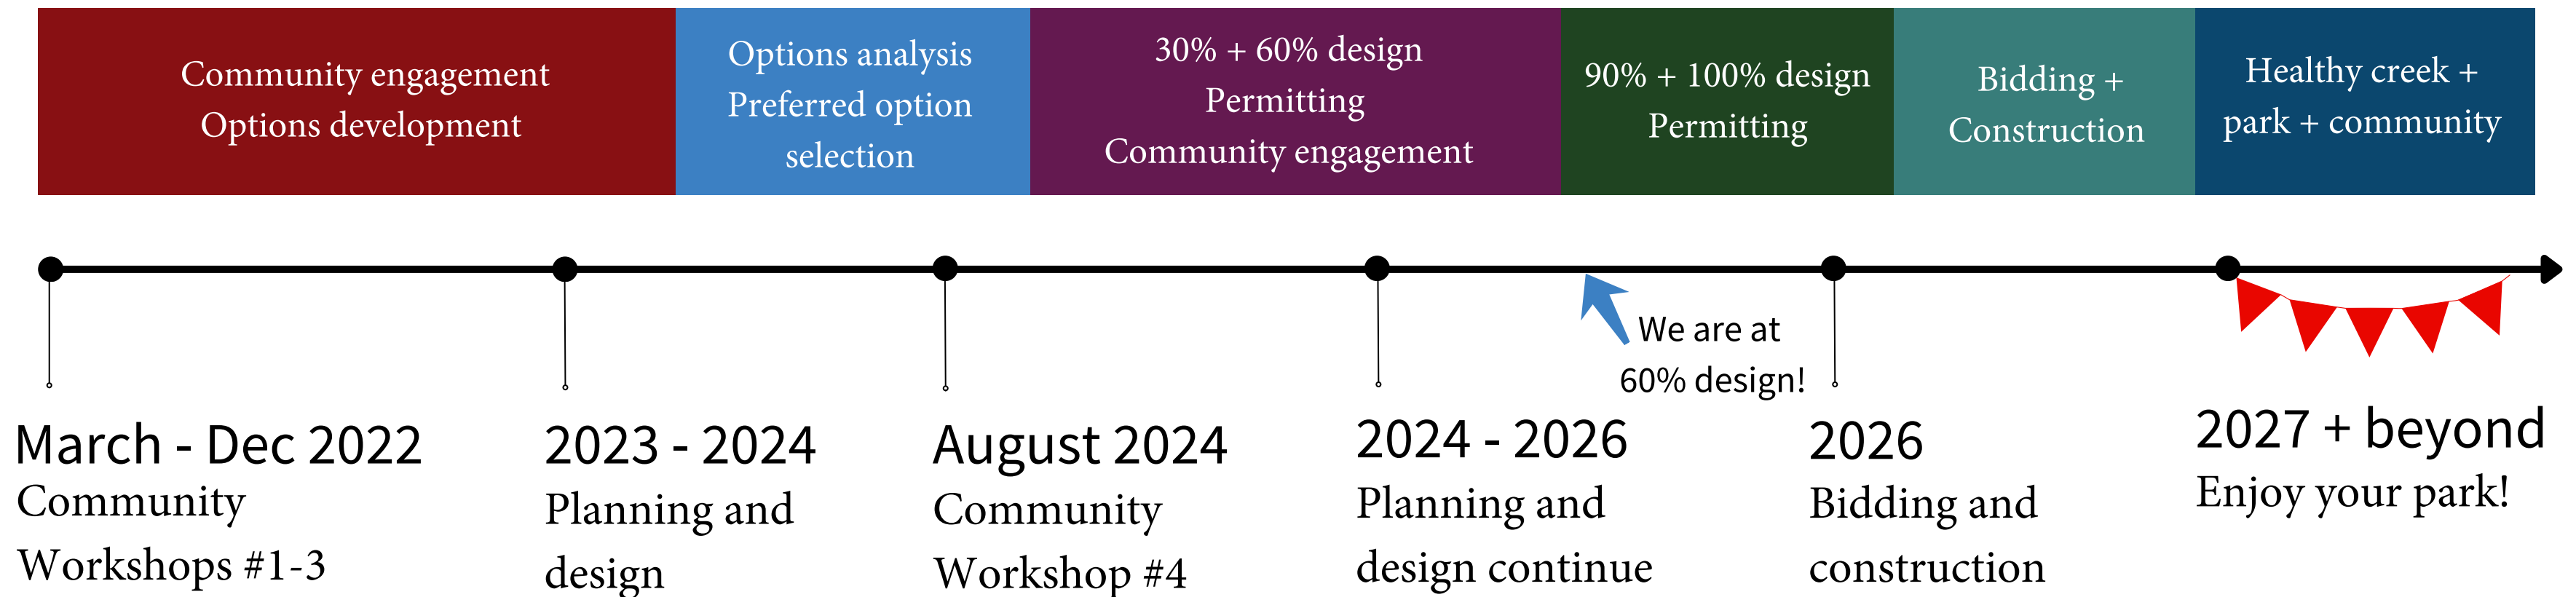 Community engagement
Options development
Options analysis
Preferred option
selection
30% + 60% design
Permitting
Community engagement
90% + 100% design
Permitting
Bidding +
Construction
Healthy creek +
park + community
We are at
60% design!
March - Dec 2022
Community
Workshops #1-3
2023 - 2024
Planning and
design
August 2024
Community
Workshop #4
2024 - 2026
Planning and
design continue
2026
Bidding and
construction
2027 + beyond
Enjoy your park!